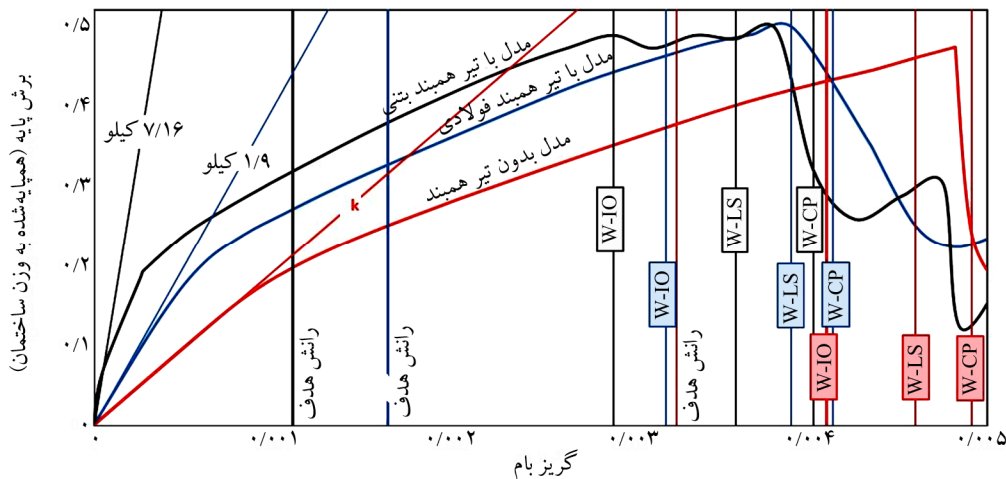 برش پایه (همپایه‌شده به وزن ساختمان)
۰/۵
۰/۴
۰/۳
۰/۲
۰/۱
۰
۷/۱۶ کیلو
۱/۹ کیلو
k
مدل با تیر همبند بتنی
مدل با تیر همبند فولادی
مدل بدون تیر همبند
رانش هدف
رانش هدف
رانش هدف
W-IO
W-LS
W-CP
W-IO
W-LS
W-CP
W-IO
W-LS
W-CP
۰
۰/۰۰۱
۰/۰۰۲
۰/۰۰۳
۰/۰۰۴
۰/۰۰۵
گریز بام